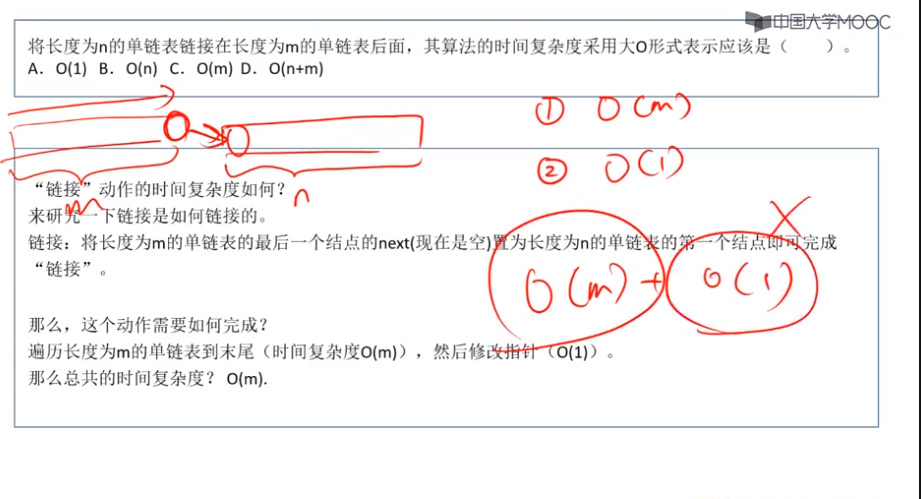 中国大学MOOC
将长度为n的单链表链接在长度为m的单链表后面，其算法的时间复杂度采用大O形式表示应该是（　　）。
A．O(1) B．O(n) C．O(m) D．O(n+m)
① O(m)
② O(1)
m
n
“链接”动作的时间复杂度如何？
来研究一下链接是如何链接的。
链接：将长度为m的单链表的最后一个结点的next(现在是空)置为长度为n的单链表的第一个结点即可完成
“链接”。
O(m) + O(1)
那么，这个动作需要如何完成？
遍历长度为m的单链表到末尾（时间复杂度O(m)），然后修改指针（O(1)）。
那么总共的时间复杂度？ O(m).